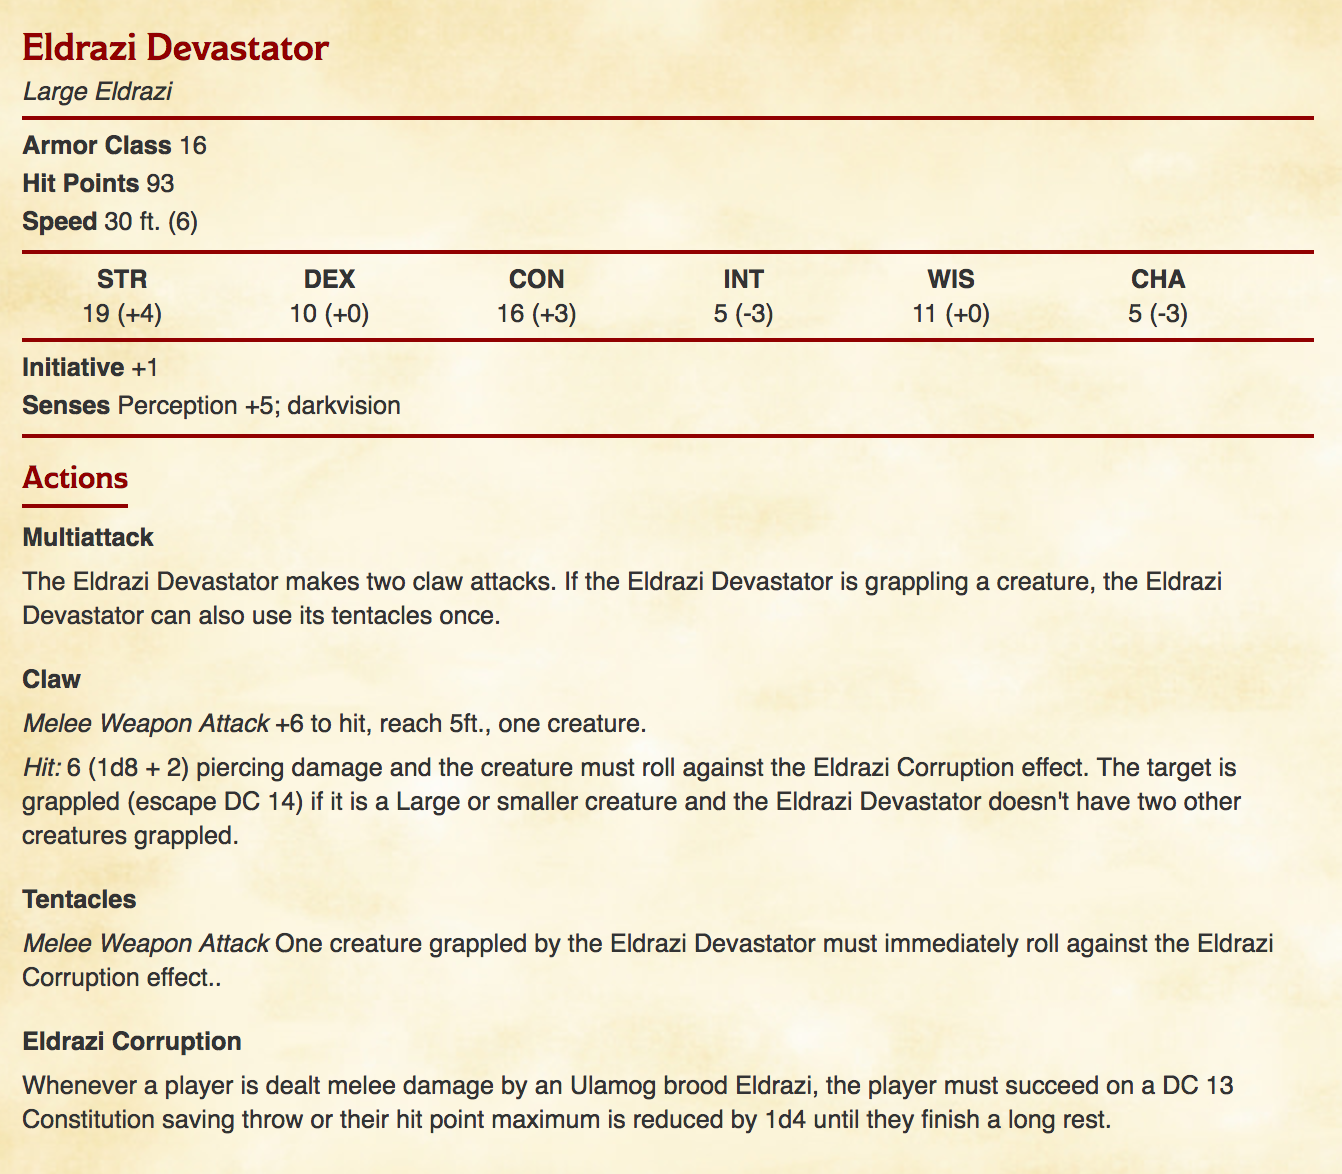 Eldrazi Devastator
Large Eldrazi
Armor Class 16
Hit Points 93
Speed 30 ft. (6)
STR DEX CON INT WIS CHA
19 (+4) 10 (+0) 16 (+3) 5 (-3) 11 (+0) 5 (-3)
Initiative +1
Senses Perception +5; darkvision
Actions
Multiattack
The Eldrazi Devastator makes two claw attacks. If the Eldrazi Devastator is grappling a creature, the Eldrazi
Devastator can also use its tentacles once.
Claw
Melee Weapon Attack +6 to hit, reach 5ft., one creature.
Hit: 6 (1d8 + 2) piercing damage and the creature must roll against the Eldrazi Corruption effect. The target is
grappled (escape DC 14) if it is a Large or smaller creature and the Eldrazi Devastator doesn't have two other
creatures grappled.
Tentacles
Melee Weapon Attack One creature grappled by the Eldrazi Devastator must immediately roll against the Eldrazi
Corruption effect..
Eldrazi Corruption
Whenever a player is dealt melee damage by an Ulamog brood Eldrazi, the player must succeed on a DC 13
Constitution saving throw or their hit point maximum is reduced by 1d4 until they finish a long rest.